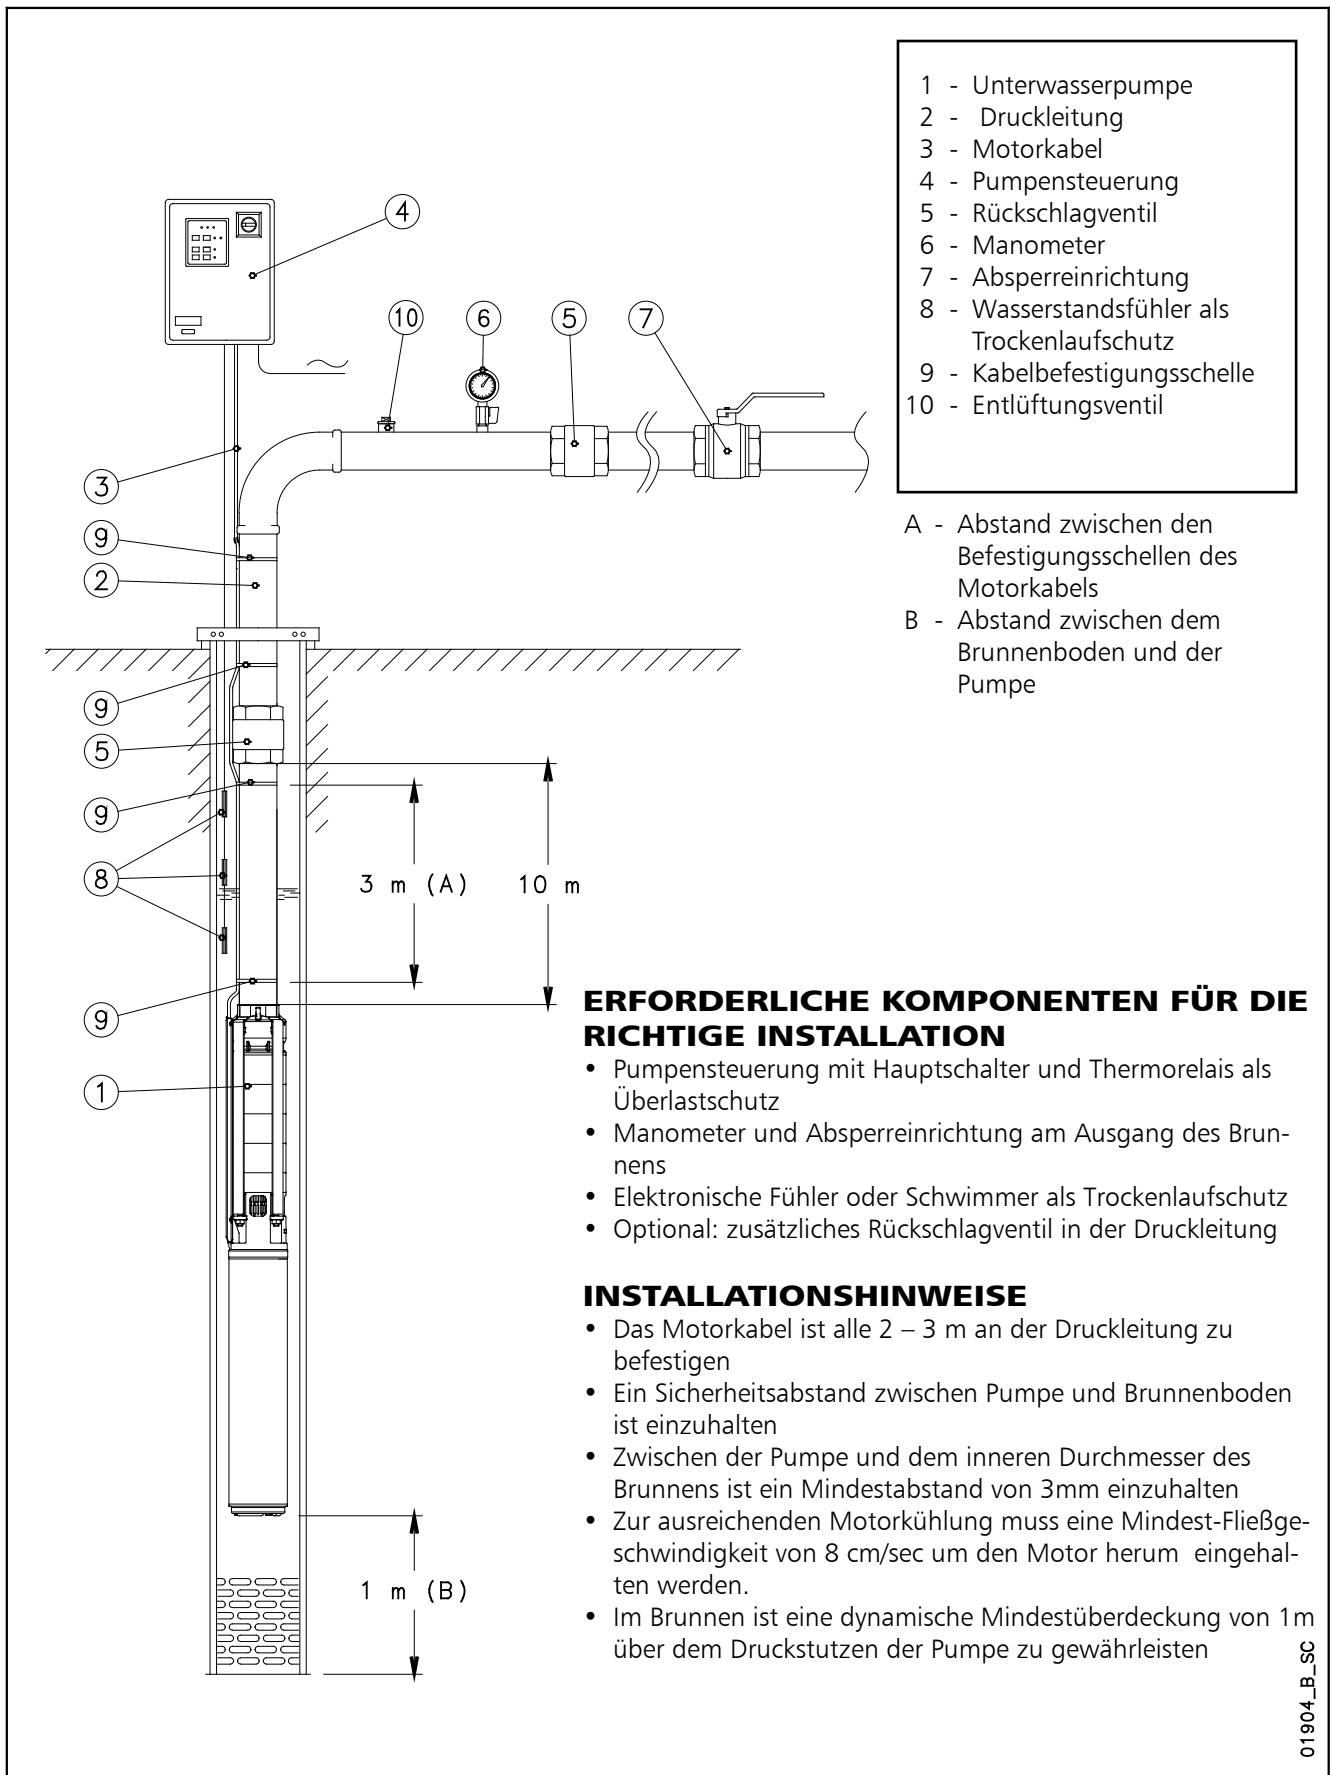 1 - Unterwasserpumpe
2 - Druckleitung
3 - Motorkabel
4 - Pumpensteuerung
5 - Rückschlagventil
6 - Manometer
7 - Absperreinrichtung
8 - Wasserstandsfühler als
Trockenlaufschutz
9 - Kabelbefestigungsschelle
10 - Entlüftungsventil
A - Abstand zwischen den
Befestigungsschellen des
Motorkabels
B - Abstand zwischen dem
Brunnenboden und der
Pumpe
4
10
6
5
7
3
9
2
9
5
9
8
9
1
3 m (A)
10 m
1 m (B)
ERFORDERLICHE KOMPONENTEN FÜR DIE
RICHTIGE INSTALLATION
• Pumpensteuerung mit Hauptschalter und Thermorelais als
Überlastschutz
• Manometer und Absperreinrichtung am Ausgang des Brun-
nens
• Elektronische Fühler oder Schwimmer als Trockenlaufschutz
• Optional: zusätzliches Rückschlagventil in der Druckleitung
INSTALLATIONSHINWEISE
• Das Motorkabel ist alle 2 – 3 m an der Druckleitung zu
befestigen
• Ein Sicherheitsabstand zwischen Pumpe und Brunnenboden
ist einzuhalten
• Zwischen der Pumpe und dem inneren Durchmesser des
Brunnens ist ein Mindestabstand von 3mm einzuhalten
• Zur ausreichenden Motorkühlung muss eine Mindest-Fließge-
schwindigkeit von 8 cm/sec um den Motor herum eingehal-
ten werden.
• Im Brunnen ist eine dynamische Mindestüberdeckung von 1m
über dem Druckstutzen der Pumpe zu gewährleisten
01904_B_SC